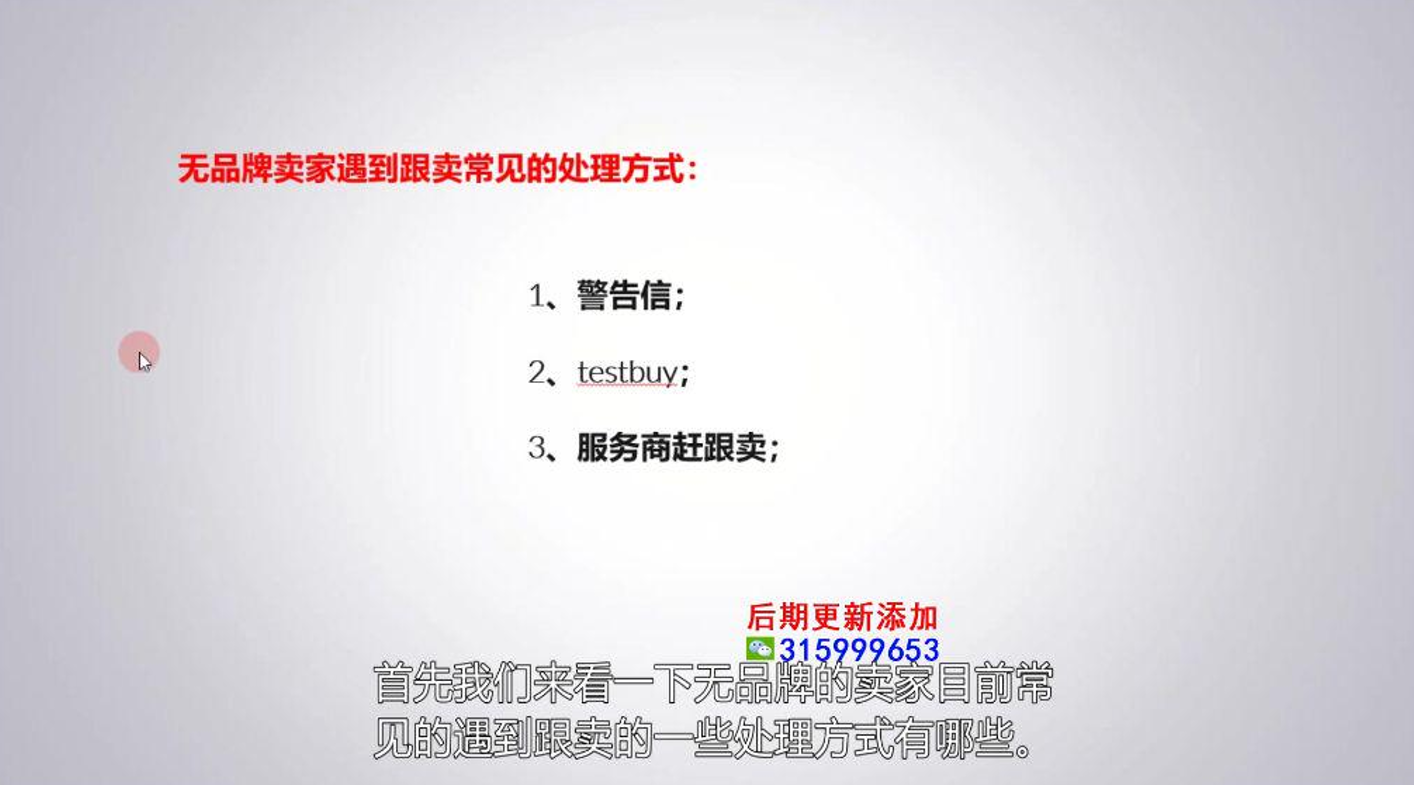 无品牌卖家遇到跟卖常见的处理方式：
1、警告信；
2、testbuy；
3、服务商赶跟卖；
后期更新添加
315999653
首先我们来看一下无品牌的卖家目前常
见的遇到跟卖的一些处理方式有哪些。